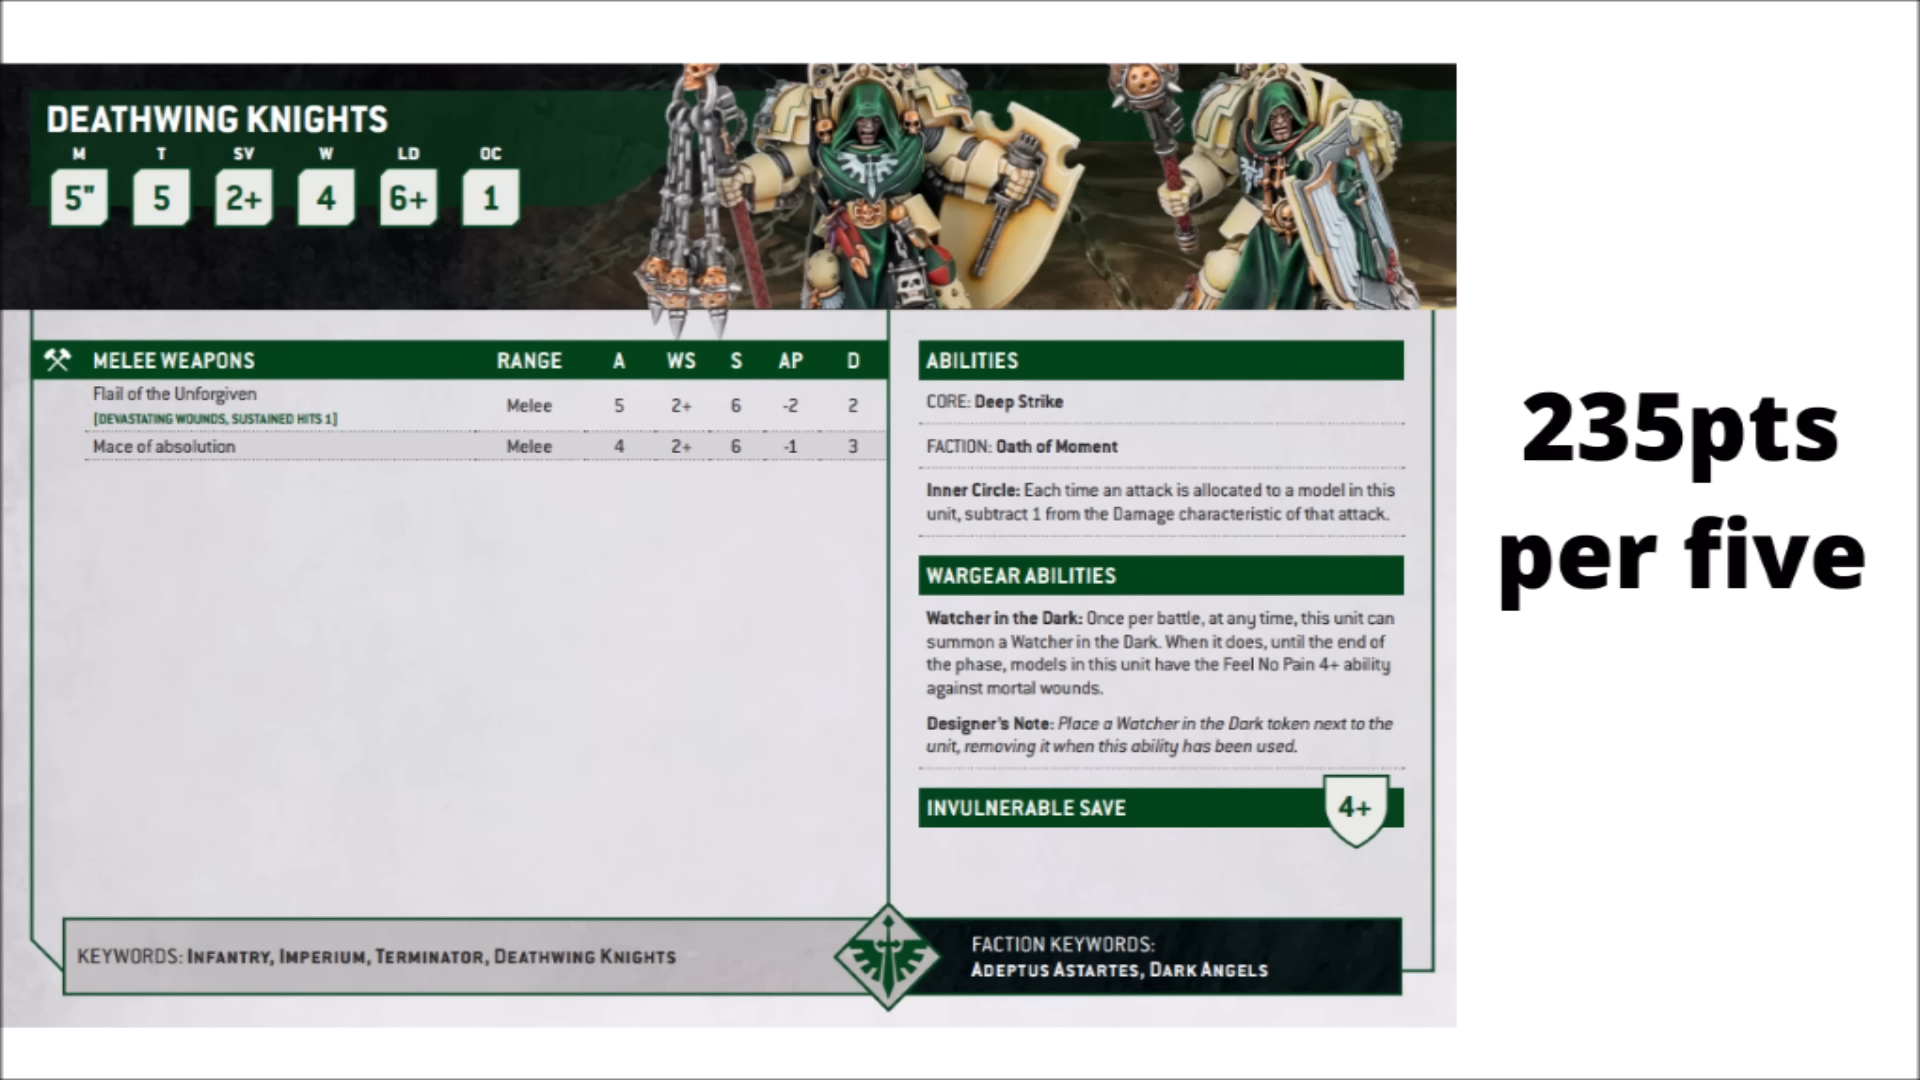 DEATHWING KNIGHTS
M T SV W LD OC
5" 5 2+ 4 6+ 1
MELEE WEAPONS RANGE A WS S AP D
Flail of the Unforgiven
[DEVASTATING WOUNDS, SUSTAINED HITS 1]
Melee 5 2+ 6 -2 2
Mace of absolution Melee 4 2+ 6 -1 3
ABILITIES
CORE: Deep Strike
FACTION: Oath of Moment
Inner Circle: Each time an attack is allocated to a model in this
unit, subtract 1 from the Damage characteristic of that attack.
WARGEAR ABILITIES
Watcher in the Dark: Once per battle, at any time, this unit can
summon a Watcher in the Dark. When it does, until the end of
the phase, models in this unit have the Feel No Pain 4+ ability
against mortal wounds.
Designer's Note: Place a Watcher in the Dark token next to the
unit, removing it when this ability has been used.
INVULNERABLE SAVE 4+
KEYWORDS: INFANTRY, IMPERIUM, TERMINATOR, DEATHWING KNIGHTS
FACTION KEYWORDS:
ADEPTUS ASTARTES, DARK ANGELS
235pts
per five